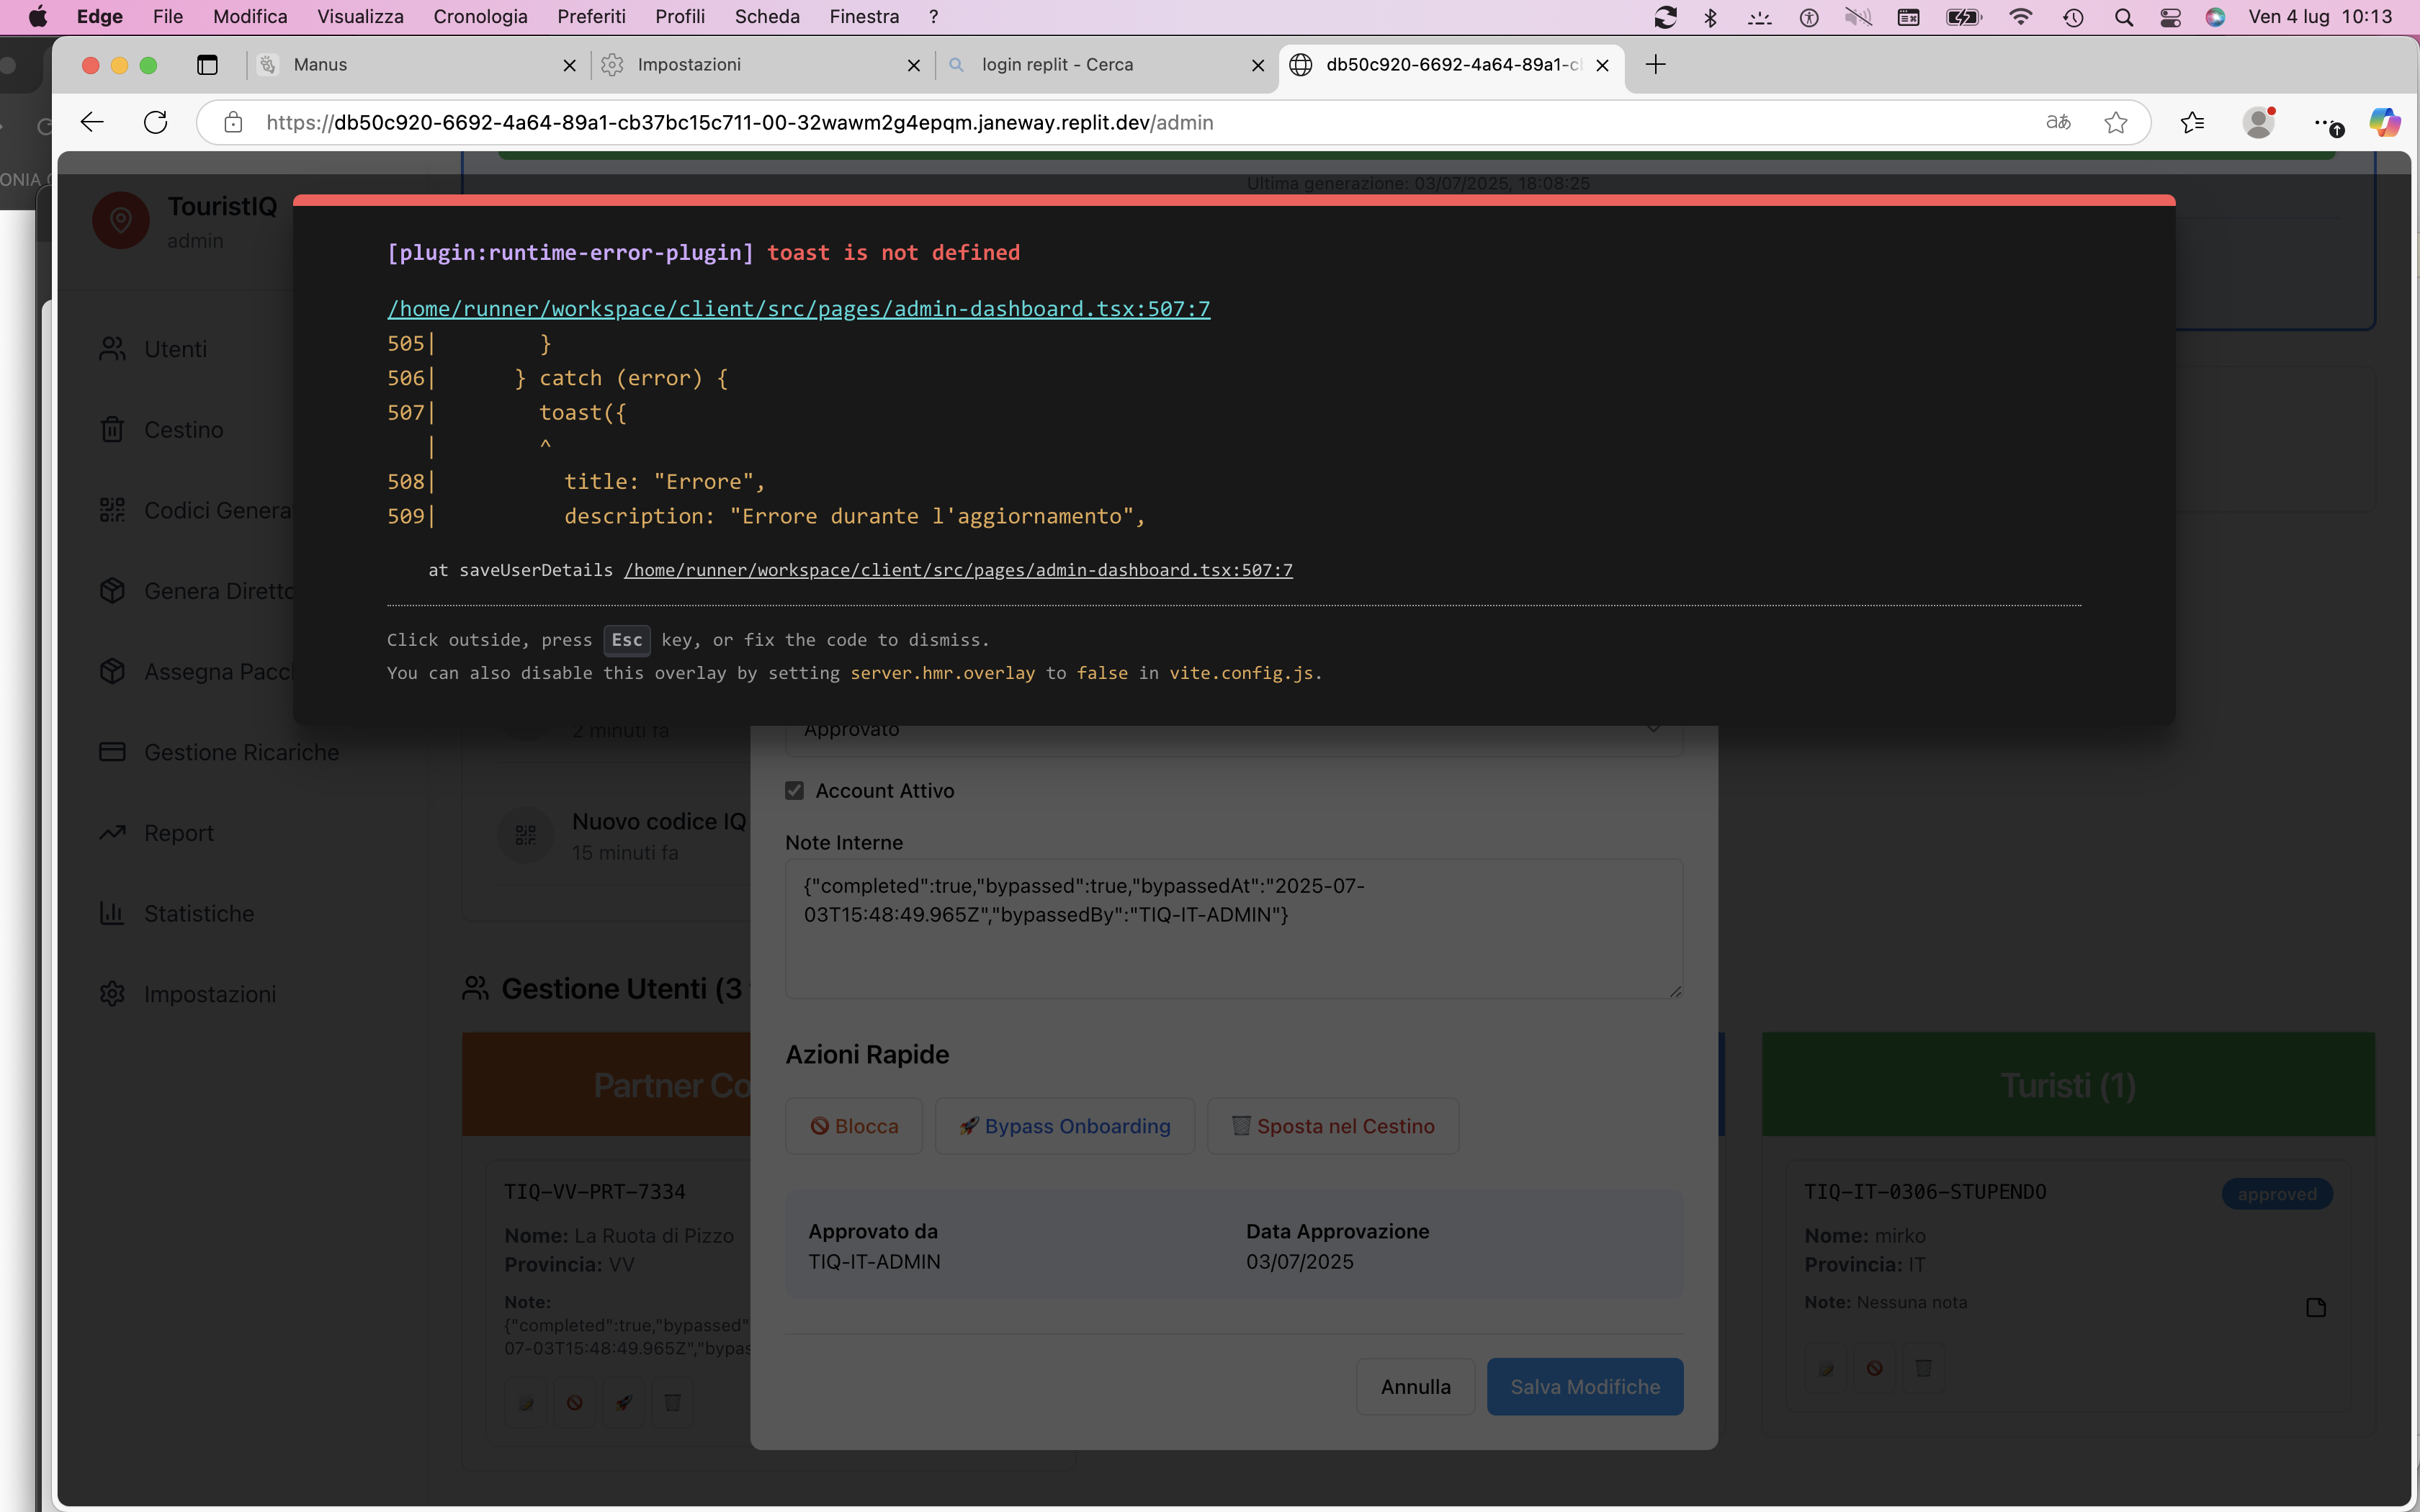 Edge File Modifica Visualizza Cronologia Preferiti Profili Scheda Finestra ? Ven 4 lug 10:13
Manus
Impostazioni
login replit - Cerca
db50c920-6692-4a64-89a1-cb
https://db50c920-6692-4a64-89a1-cb37bc15c711-00-32wawm2g4epqm.janeway.replit.dev/admin
ONIA
TouristIQ
admin
Ultima generazione: 03/07/2025, 18:08:25
[plugin:runtime-error-plugin] toast is not defined
/home/runner/workspace/client/src/pages/admin-dashboard.tsx:507:7
505|        }
506|      } catch (error) {
507|        toast({
   |        ^
508|          title: "Errore",
509|          description: "Errore durante l'aggiornamento",
at saveUserDetails /home/runner/workspace/client/src/pages/admin-dashboard.tsx:507:7
Click outside, press Esc key, or fix the code to dismiss.
You can also disable this overlay by setting server.hmr.overlay to false in vite.config.js.
Utenti
Cestino
Codici Genera
Genera Diretto
Assegna Pacch
Gestione Ricariche
Report
Statistiche
Impostazioni
2 minuti fa
Nuovo codice IQ
15 minuti fa
Gestione Utenti (3
Partner Co
TIQ-VV-PRT-7334
Nome: La Ruota di Pizzo
Provincia: VV
Note:
{"completed":true,"bypassed"
07-03T15:48:49.965Z","bypas
Approvato
Account Attivo
Note Interne
{"completed":true,"bypassed":true,"bypassedAt":"2025-07-
03T15:48:49.965Z","bypassedBy":"TIQ-IT-ADMIN"}
Azioni Rapide
Blocca
Bypass Onboarding
Sposta nel Cestino
Approvato da
TIQ-IT-ADMIN
Data Approvazione
03/07/2025
Annulla
Salva Modifiche
Turisti (1)
TIQ-IT-0306-STUPENDO
approved
Nome: mirko
Provincia: IT
Note: Nessuna nota